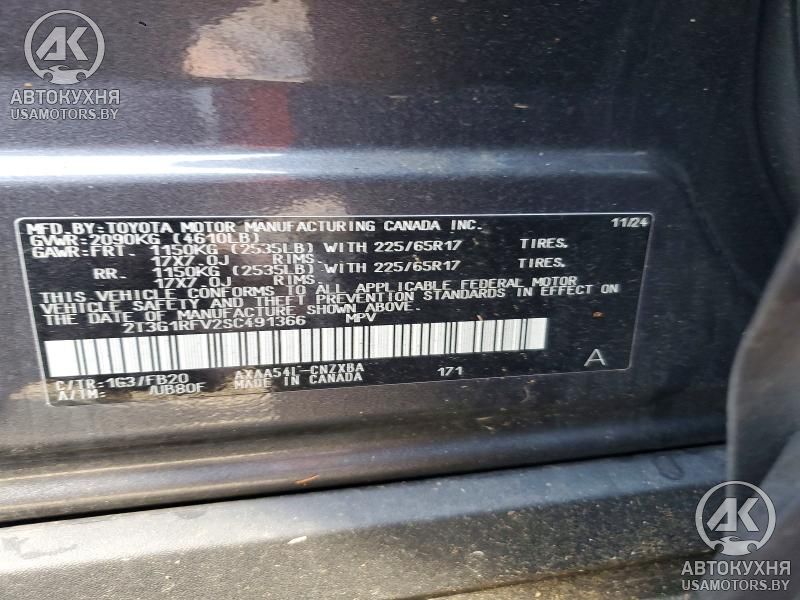 AK
АВТОКУХНЯ
USAMOTORS.BY
MFD.BY:TOYOTA MOTOR MANUFACTURING CANADA INC. 11/24
GVWR:2090KG (4610LB)
GAWR-FRT. 1150KG (2535LB) WITH 225/65R17 TIRES.
17X7.0J RIMS.
RR. 1150KG (2535LB) WITH 225/65R17 TIRES.
17X7.0J RIMS.
THIS VEHICLE CONFORMS TO ALL APPLICABLE FEDERAL MOTOR
VEHICLE SAFETY AND THEFT PREVENTION STANDARDS IN EFFECT ON
THE DATE OF MANUFACTURE SHOWN ABOVE.
2T3G1RFV2SC491366 MPV
A
C/TR:1G3/FB20 AXAA54L-CNZXBA
A/TM: /UB80F MADE IN CANADA 171
AK
АВТОКУХНЯ
USAMOTORS.BY